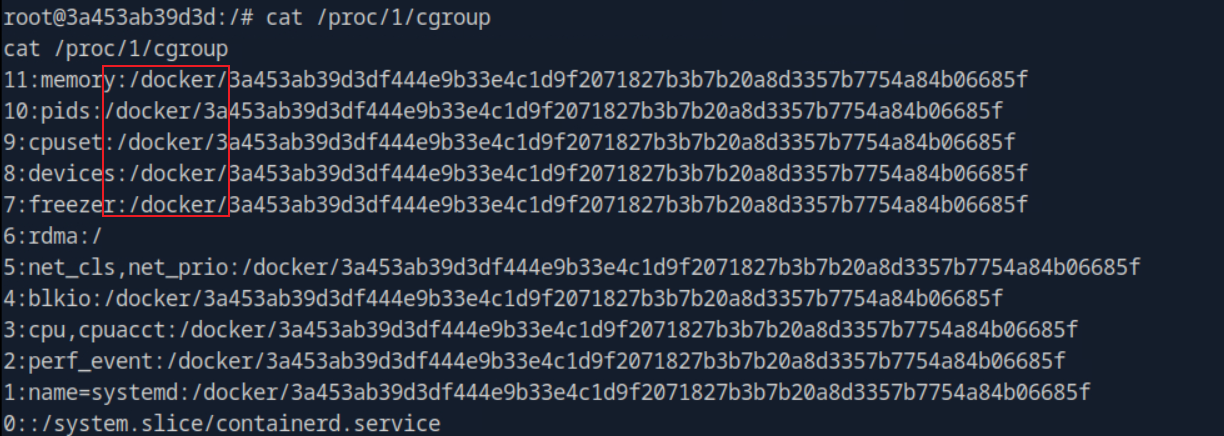 root@3a453ab39d3d:/# cat /proc/1/cgroup
cat /proc/1/cgroup
11:memory:/docker/3a453ab39d3df444e9b33e4c1d9f2071827b3b7b20a8d3357b7754a84b06685f
10:pids:/docker/3a453ab39d3df444e9b33e4c1d9f2071827b3b7b20a8d3357b7754a84b06685f
9:cpuset:/docker/3a453ab39d3df444e9b33e4c1d9f2071827b3b7b20a8d3357b7754a84b06685f
8:devices:/docker/3a453ab39d3df444e9b33e4c1d9f2071827b3b7b20a8d3357b7754a84b06685f
7:freezer:/docker/3a453ab39d3df444e9b33e4c1d9f2071827b3b7b20a8d3357b7754a84b06685f
6:rdma:/
5:net_cls,net_prio:/docker/3a453ab39d3df444e9b33e4c1d9f2071827b3b7b20a8d3357b7754a84b06685f
4:blkio:/docker/3a453ab39d3df444e9b33e4c1d9f2071827b3b7b20a8d3357b7754a84b06685f
3:cpu,cpuacct:/docker/3a453ab39d3df444e9b33e4c1d9f2071827b3b7b20a8d3357b7754a84b06685f
2:perf_event:/docker/3a453ab39d3df444e9b33e4c1d9f2071827b3b7b20a8d3357b7754a84b06685f
1:name=systemd:/docker/3a453ab39d3df444e9b33e4c1d9f2071827b3b7b20a8d3357b7754a84b06685f
0::/system.slice/containerd.service